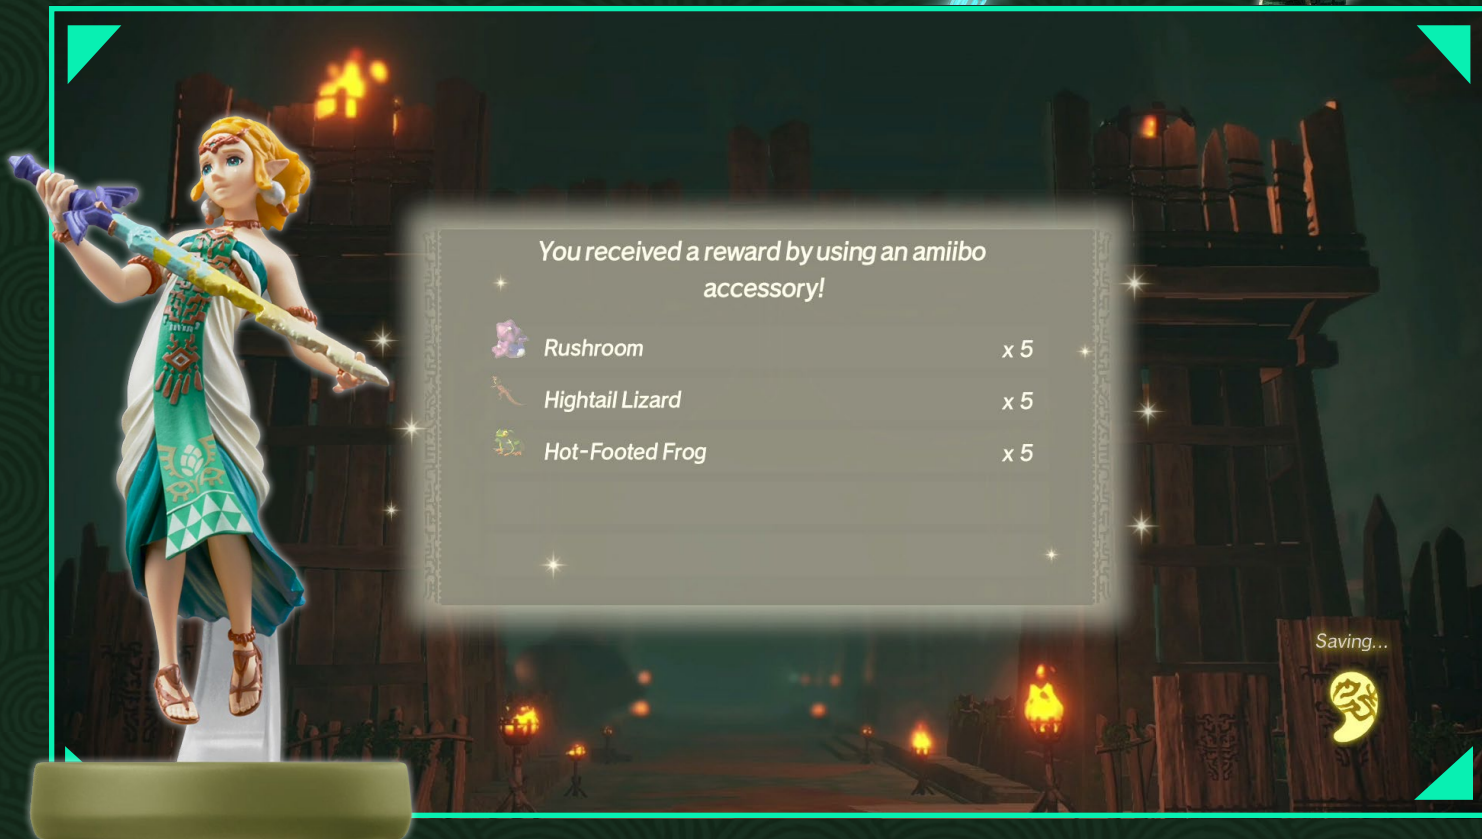 You received a reward by using an amiibo
accessory!
Rushroom x 5
Hightail Lizard x 5
Hot-Footed Frog x 5
Saving...